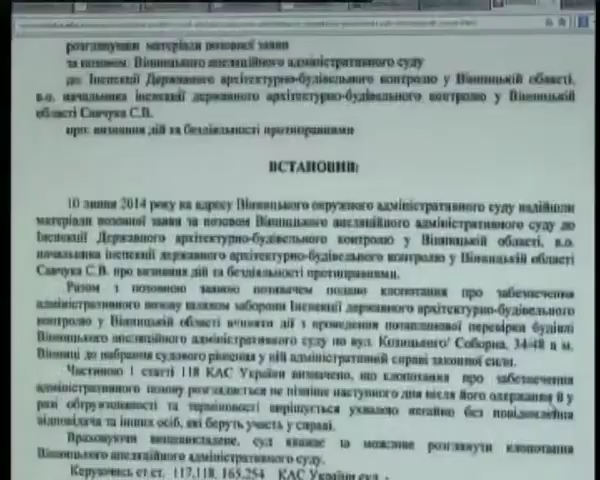 розглянувши матеріали позовної заяви
за позовом Вінницького апеляційного адміністративного суду
до Інспекції Державного архітектурно-будівельного контролю у Вінницькій області,
в.о. начальника інспекції державного архітектурно-будівельного контролю у Вінницькій
області Савчука С.В.
про: визнання дій та бездіяльності протиправними
ВСТАНОВИВ:
10 липня 2014 року на адресу Вінницького окружного адміністративного суду надійшли
матеріали позовної заяви за позовом Вінницького апеляційного адміністративного суду до
Інспекції Державного архітектурно-будівельного контролю у Вінницькій області, в.о.
начальника інспекції державного архітектурно-будівельного контролю у Вінницькій області
Савчука С.В. про визнання дій та бездіяльності протиправними.
Разом з позовною заявою позивачем подано клопотання про забезпечення
адміністративного позову шляхом заборони Інспекції державного архітектурно-будівельного
контролю у Вінницькій області вчиняти дії з проведення позапланової перевірки будівлі
Вінницького апеляційного адміністративного суду по вул. Козицького/ Соборна, 34/48 в м.
Вінниці до набрання судового рішення у цій адміністративній справі законної сили.
Частиною 1 статті 118 КАС України визначено, що клопотання про забезпечення
адміністративного позову розглядається не пізніше наступного дня після його одержання й у
разі обґрунтованості та терміновості вирішується ухвалою негайно без повідомлення
відповідача та інших осіб, які беруть участь у справі.
Враховуючи вищевикладене, суд вважає за можливе розглянути клопотання
Вінницького апеляційного адміністративного суду.
Керуючись ст.ст. 117,118, 165,254 КАС України суд -